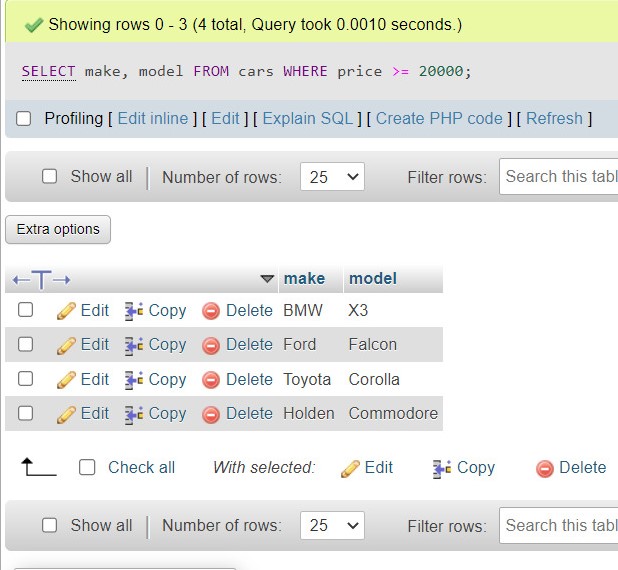 Showing rows 0 - 3 (4 total, Query took 0.0010 seconds.)
SELECT make, model FROM cars WHERE price >= 20000;
Profiling [ Edit inline ] [ Edit ] [ Explain SQL ] [ Create PHP code ] [ Refresh ]
Show all Number of rows: 25 Filter rows: Search this tabl
Extra options
make model
Edit Copy Delete BMW X3
Edit Copy Delete Ford Falcon
Edit Copy Delete Toyota Corolla
Edit Copy Delete Holden Commodore
Check all With selected: Edit Copy Delete
Show all Number of rows: 25 Filter rows: Search this tabl